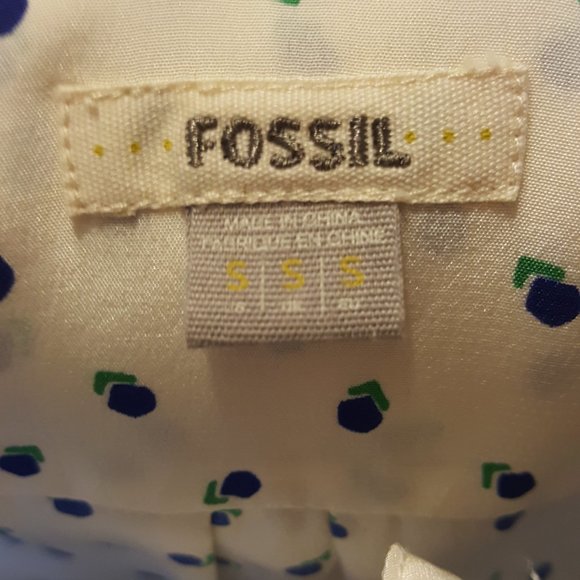 FOSSIL
MADE IN CHINA
FABRIQUÉ EN CHINE
S S S